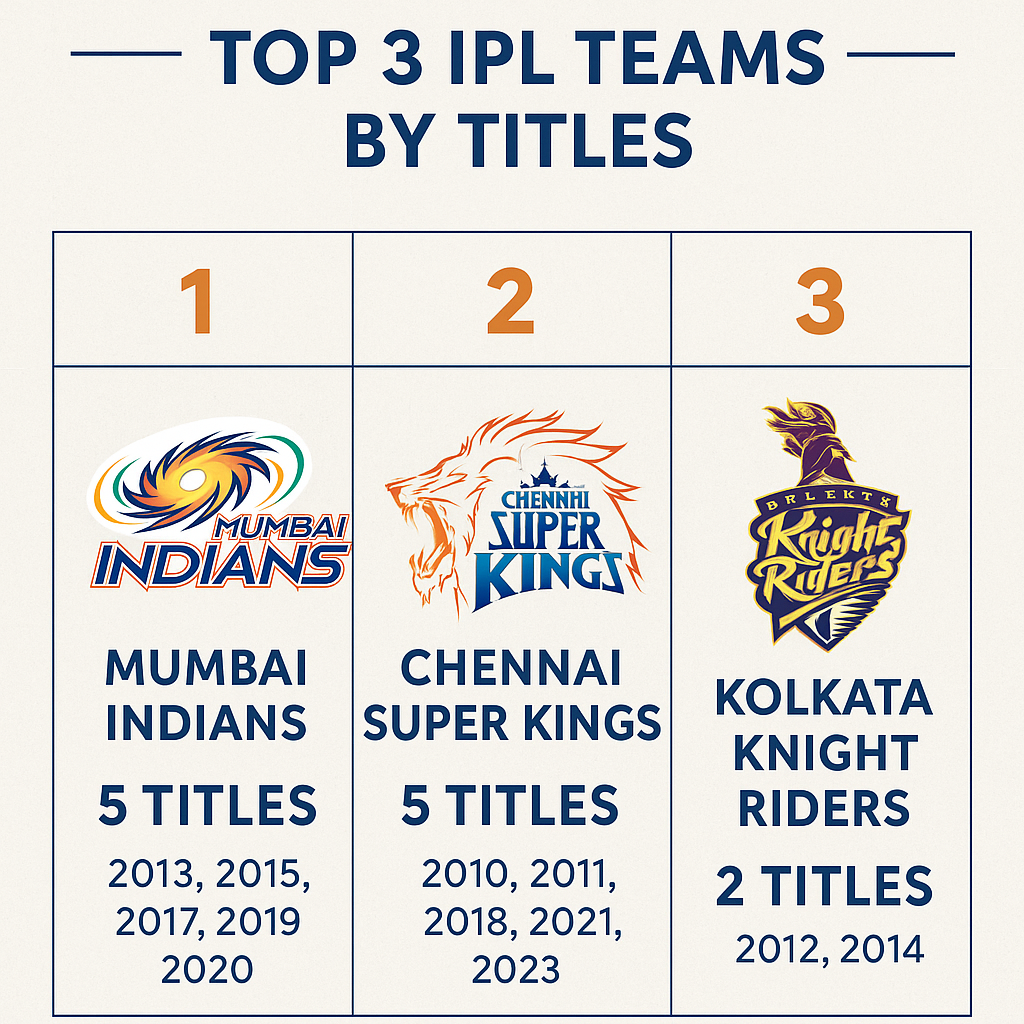 TOP 3 IPL TEAMS
BY TITLES
1
2
3
MUMBAI
INDIANS
CHENNHI
SUPER
KINGS
BRLEKTS
Knight
Riders
MUMBAI
INDIANS
5 TITLES
2013, 2015,
2017, 2019
2020
CHENNAI
SUPER KINGS
5 TITLES
2010, 2011,
2018, 2021,
2023
KOLKATA
KNIGHT
RIDERS
2 TITLES
2012, 2014